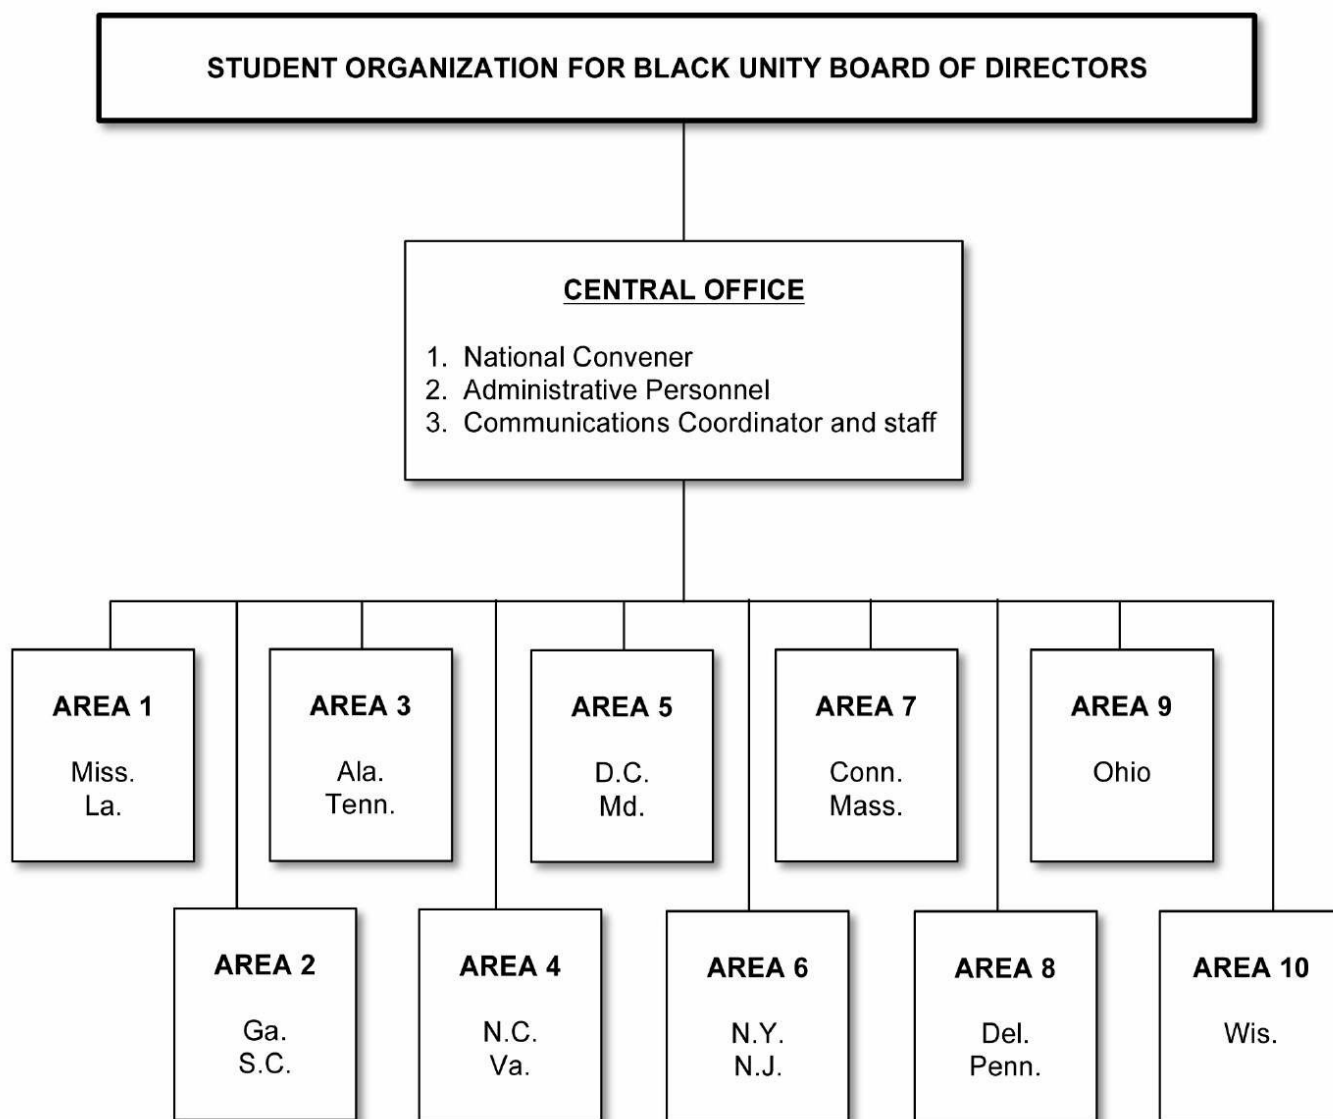 STUDENT ORGANIZATION FOR BLACK UNITY BOARD OF DIRECTORS
CENTRAL OFFICE
1. National Convener
2. Administrative Personnel
3. Communications Coordinator and staff
AREA 1
Miss.
La.
AREA 3
Ala.
Tenn.
AREA 5
D.C.
Md.
AREA 7
Conn.
Mass.
AREA 9
Ohio
AREA 2
Ga.
S.C.
AREA 4
N.C.
Va.
AREA 6
N.Y.
N.J.
AREA 8
Del.
Penn.
AREA 10
Wis.